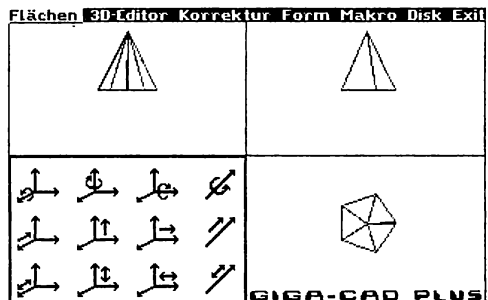 Flächen 3D-Editor Korrektur Form Makro Disk Exit
GIGA-CAD PLUS